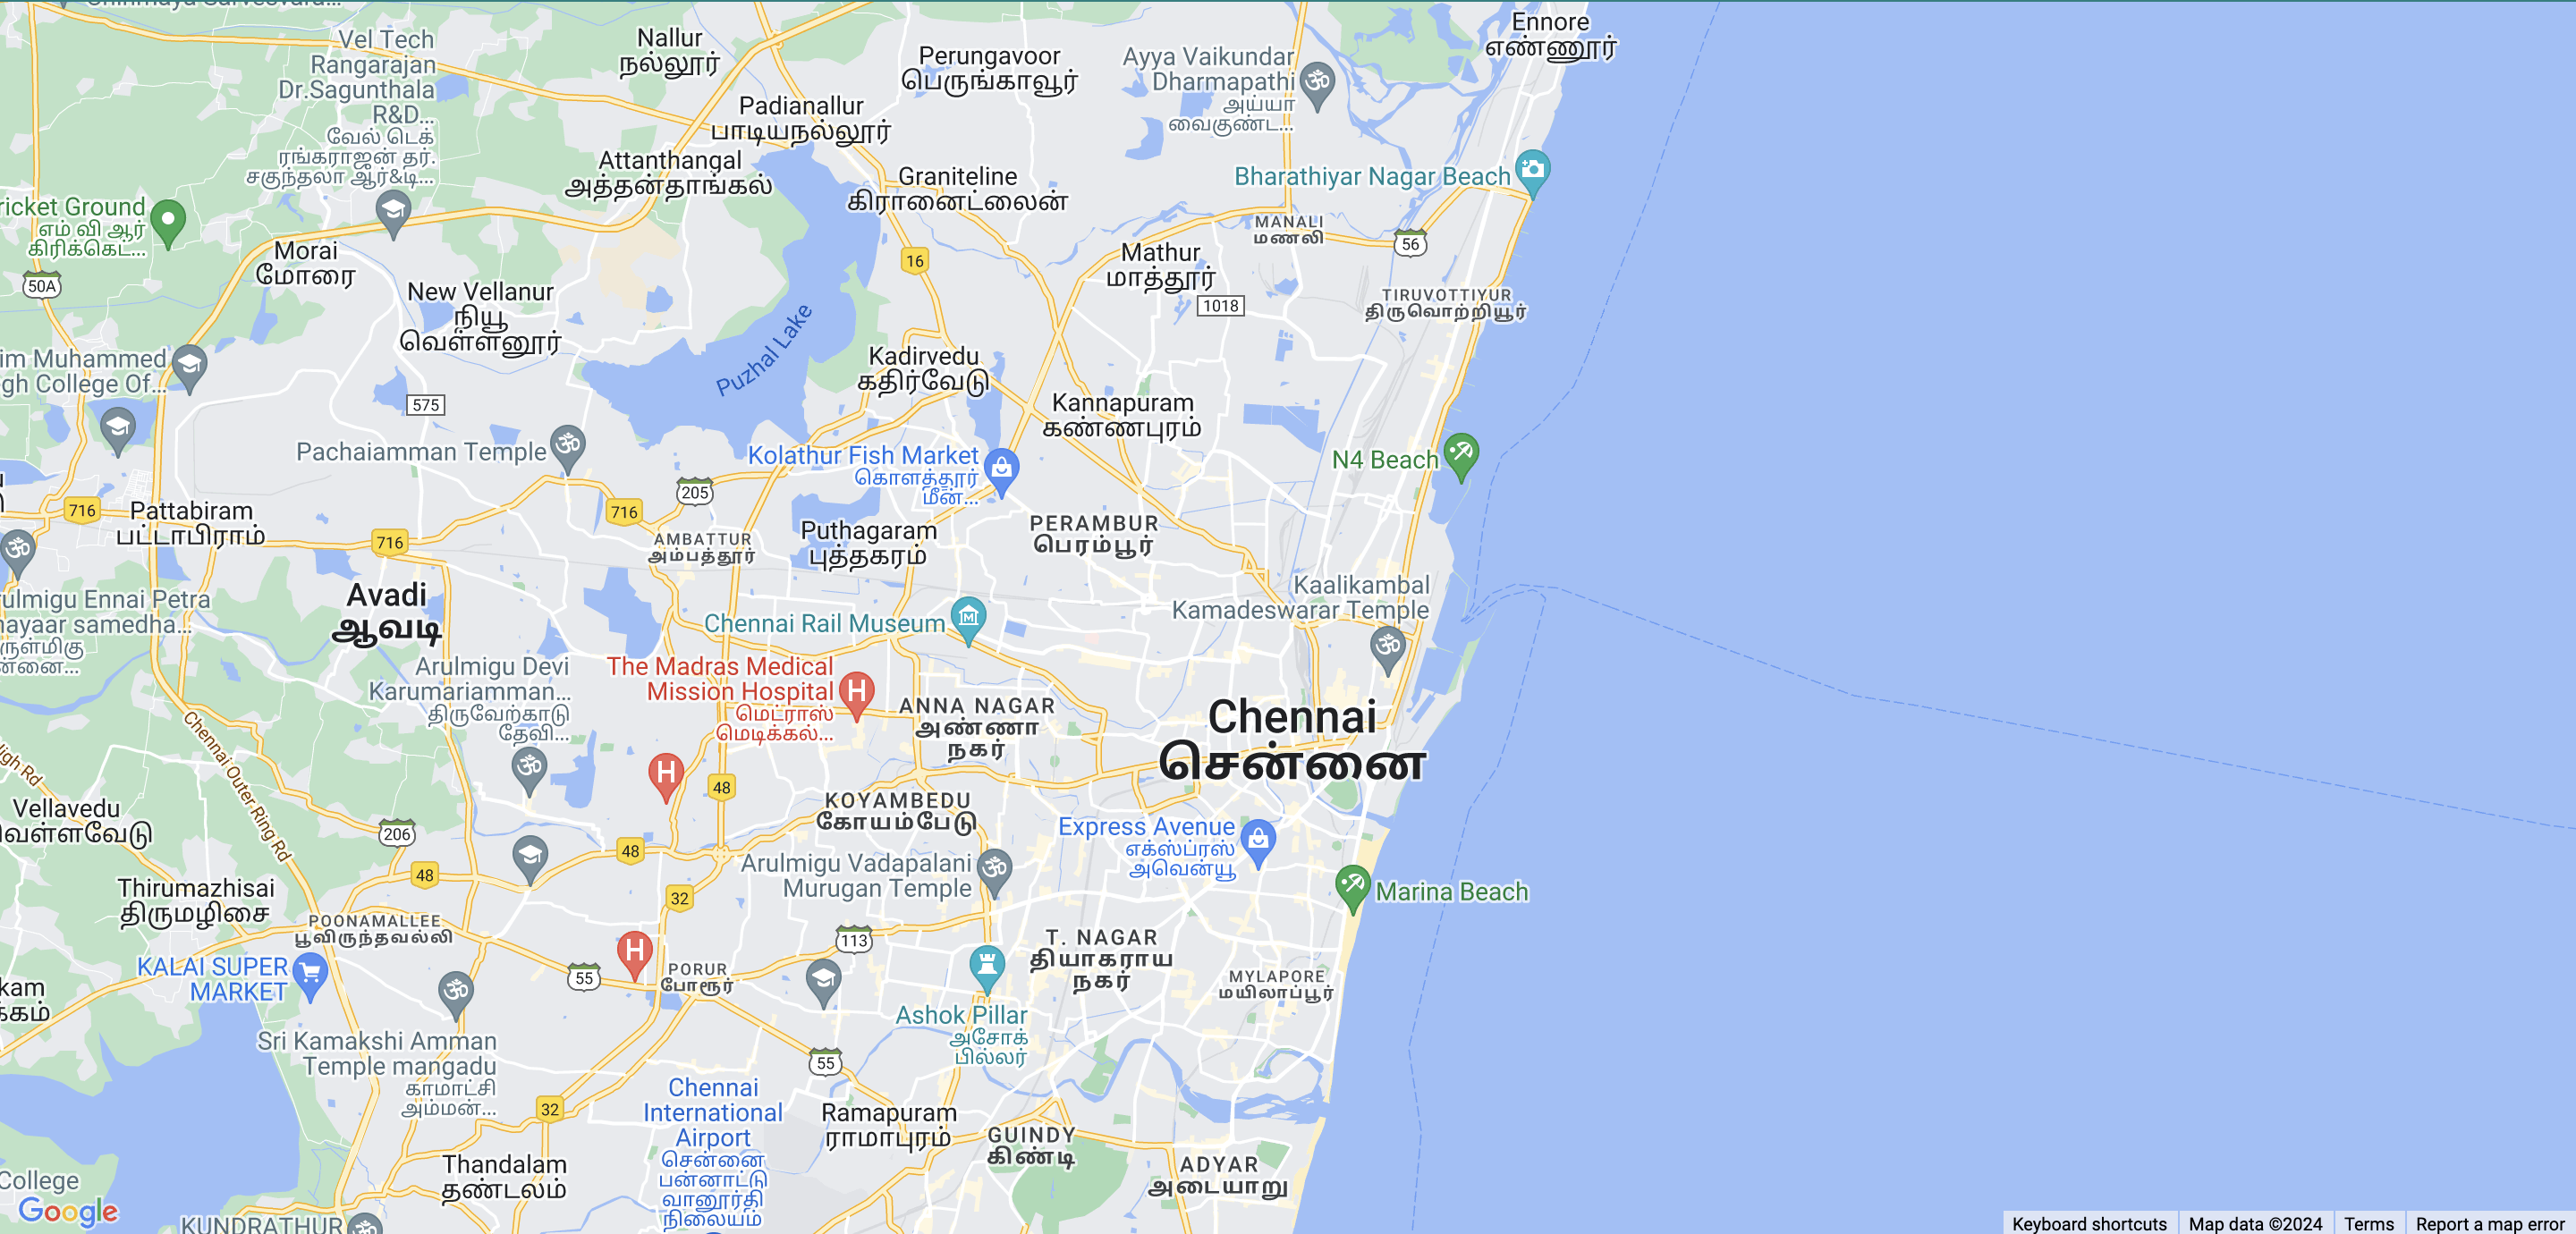 Ennore
எண்ணூர்
Vel Tech
Rangarajan
Dr.Sagunthala
R&D...
வேல் டெக்
ரங்கராஜன் தர்.
சகுந்தலா ஆர்&டி...
Nallur
நல்லூர்
Perungavoor
பெருங்காவூர்
Ayya Vaikundar
Dharmapathi
அய்யா
வைகுண்ட...
Padianallur
பாடியநல்லூர்
Attanthangal
அத்தன்தாங்கல்
Graniteline
கிரானைட்லைன்
Bharathiyar Nagar Beach
ricket Ground
எம் வி ஆர்
கிரிக்கெட்...
MANALI
மணலி
56
Morai
மோரை
16
Mathur
மாத்தூர்
50A
New Vellanur
நியூ
வெள்ளனூர்
1018
TIRUVOTTIYUR
திருவொற்றியூர்
Puzhal Lake
im Muhammed
gh College Of...
Kadirvedu
கதிர்வேடு
575
Kannapuram
கண்ணபுரம்
Pachaiamman Temple
Kolathur Fish Market
கொளத்தூர்
மீன்...
N4 Beach
205
716
Pattabiram
பட்டாபிராம்
716
716
AMBATTUR
அம்பத்தூர்
Puthagaram
புத்தகரம்
PERAMBUR
பெரம்பூர்
Avadi
ஆவடி
rulmigu Ennai Petra
nayaar samedha...
ருள்மிகு
ன்னை...
Chennai Rail Museum
Kaalikambal
Kamadeswarar Temple
Arulmigu Devi
Karumariamman...
திருவேற்காடு
தேவி...
The Madras Medical
Mission Hospital
மெட்ராஸ்
மெடிக்கல்...
ANNA NAGAR
அண்ணா
நகர்
Chennai
சென்னை
Chennai Outer Ring Rd
igh Rd
48
Vellavedu
வெள்ளவேடு
206
48
48
KOYAMBEDU
கோயம்பேடு
Express Avenue
எக்ஸ்ப்ரஸ்
அவென்யூ
Arulmigu Vadapalani
Murugan Temple
Marina Beach
Thirumazhisai
திருமழிசை
32
POONAMALLEE
பூவிருந்தவல்லி
113
T. NAGAR
தியாகராய
நகர்
KALAI SUPER
MARKET
55
PORUR
போரூர்
MYLAPORE
மயிலாப்பூர்
kam
க்கம்
Ashok Pillar
அசோக்
பில்லர்
Sri Kamakshi Amman
Temple mangadu
காமாட்சி
அம்மன்...
55
32
Chennai
International
Airport
சென்னை
பன்னாட்டு
வானூர்தி
நிலையம்
Ramapuram
ராமாபுரம்
GUINDY
கிண்டி
Thandalam
தண்டலம்
ADYAR
அடையாறு
College
Google
KUNDRATHUR
Keyboard shortcuts
Map data ©2024
Terms
Report a map error